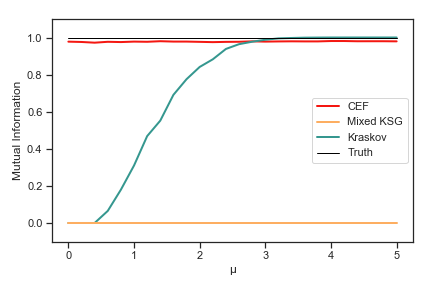 1.0
0.8
0.6
0.4
0.2
0.0
Mutual Information
CEF
Mixed KSG
Kraskov
Truth
0 1 2 3 4 5
μ